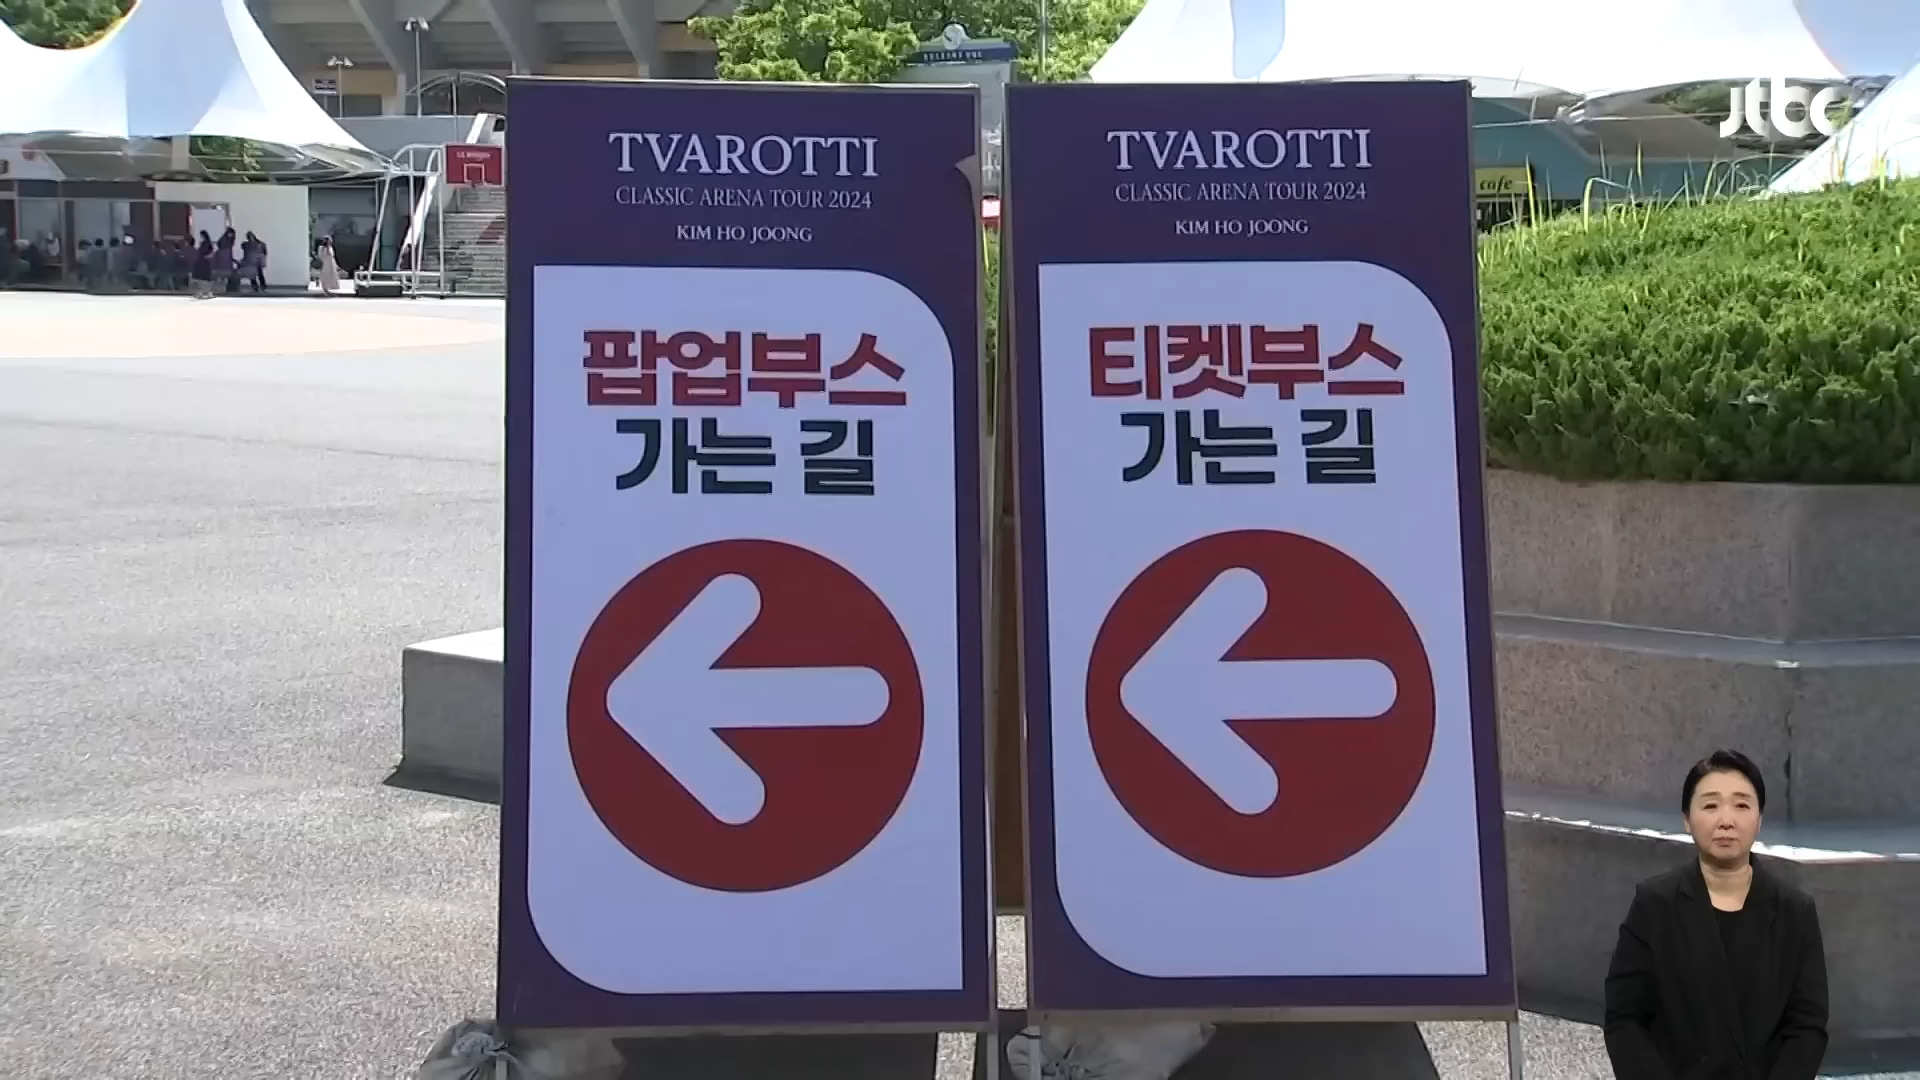 TVAROTTI
CLASSIC ARENA TOUR 2024
KIM HO JOONG
팝업부스
가는 길
TVAROTTI
CLASSIC ARENA TOUR 2024
KIM HO JOONG
티켓부스
가는 길
jtbc
cafe